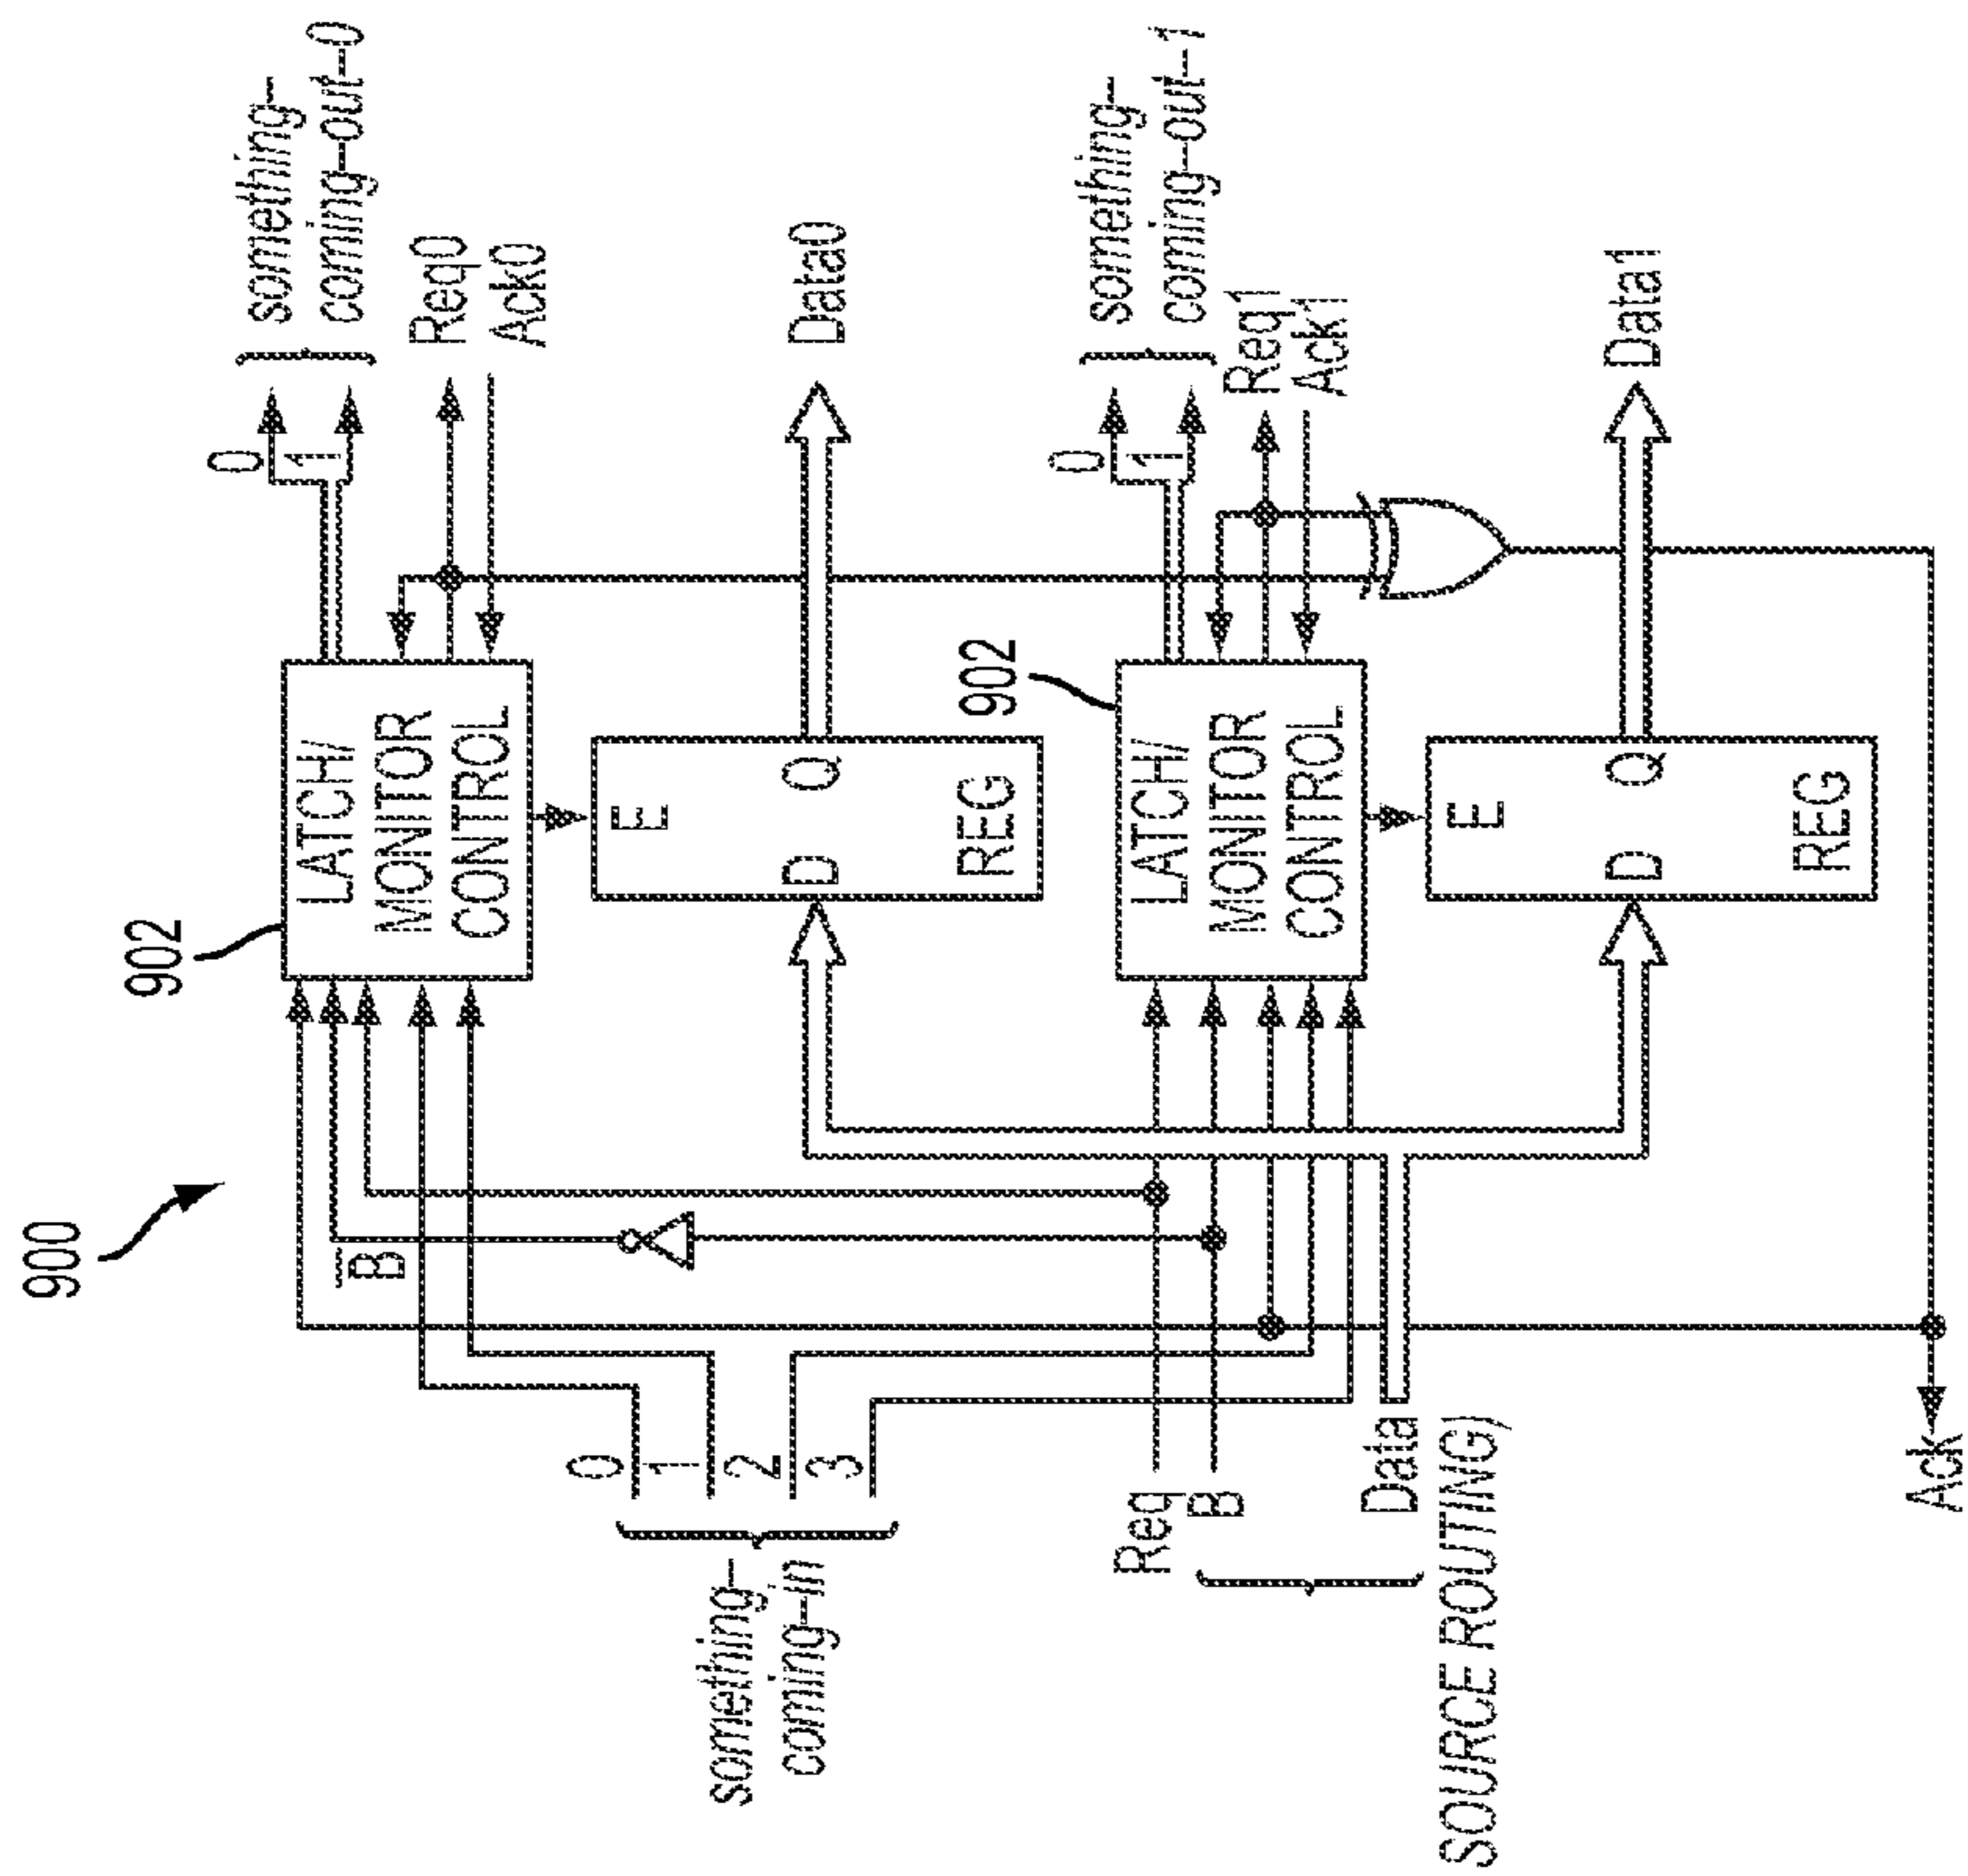 900
something-
coming-in
0
1
2
3
Req
B
Data
SOURCE ROUTING)
Ack
B
902
LATCH/
MONITOR
CONTROL
E
D Q
REG
902
LATCH/
MONITOR
CONTROL
E
D Q
REG
0
1
something-
coming-out-0
Req0
Ack0
Data0
0
1
something-
coming-out-1
Req1
Ack1
Data1